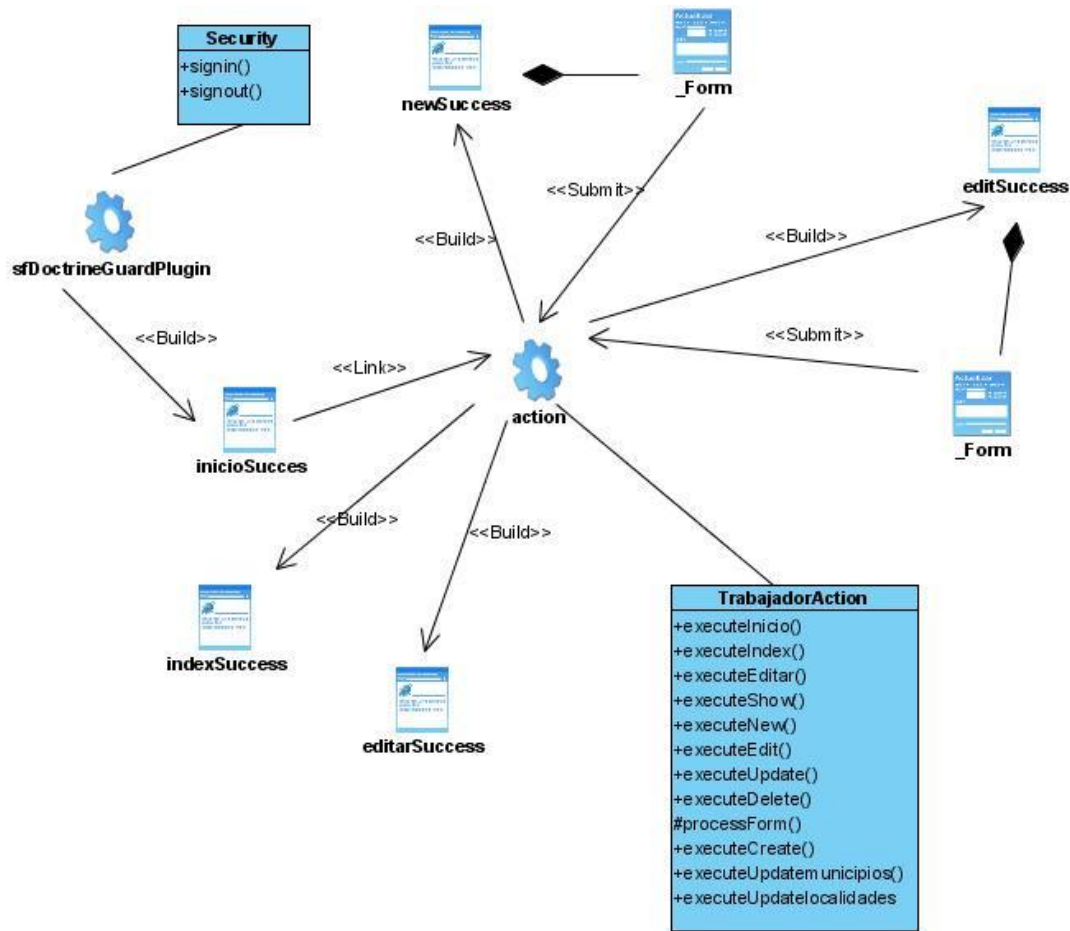 Security
+signin()
+signout()
newSuccess
_Form
editSuccess
<<Submit>>
<<Build>>
<<Build>>
sfDoctrineGuardPlugin
<<Build>>
<<Submit>>
<<Link>>
action
inicioSucces
_Form
<<Build>>
<<Build>>
indexSuccess
editarSuccess
TrabajadorAction
+executeInicio()
+executeIndex()
+executeEditar()
+executeShow()
+executeNew()
+executeEdit()
+executeUpdate()
+executeDelete()
#processForm()
+executeCreate()
+executeUpdatemunicipios()
+executeUpdatelocalidades